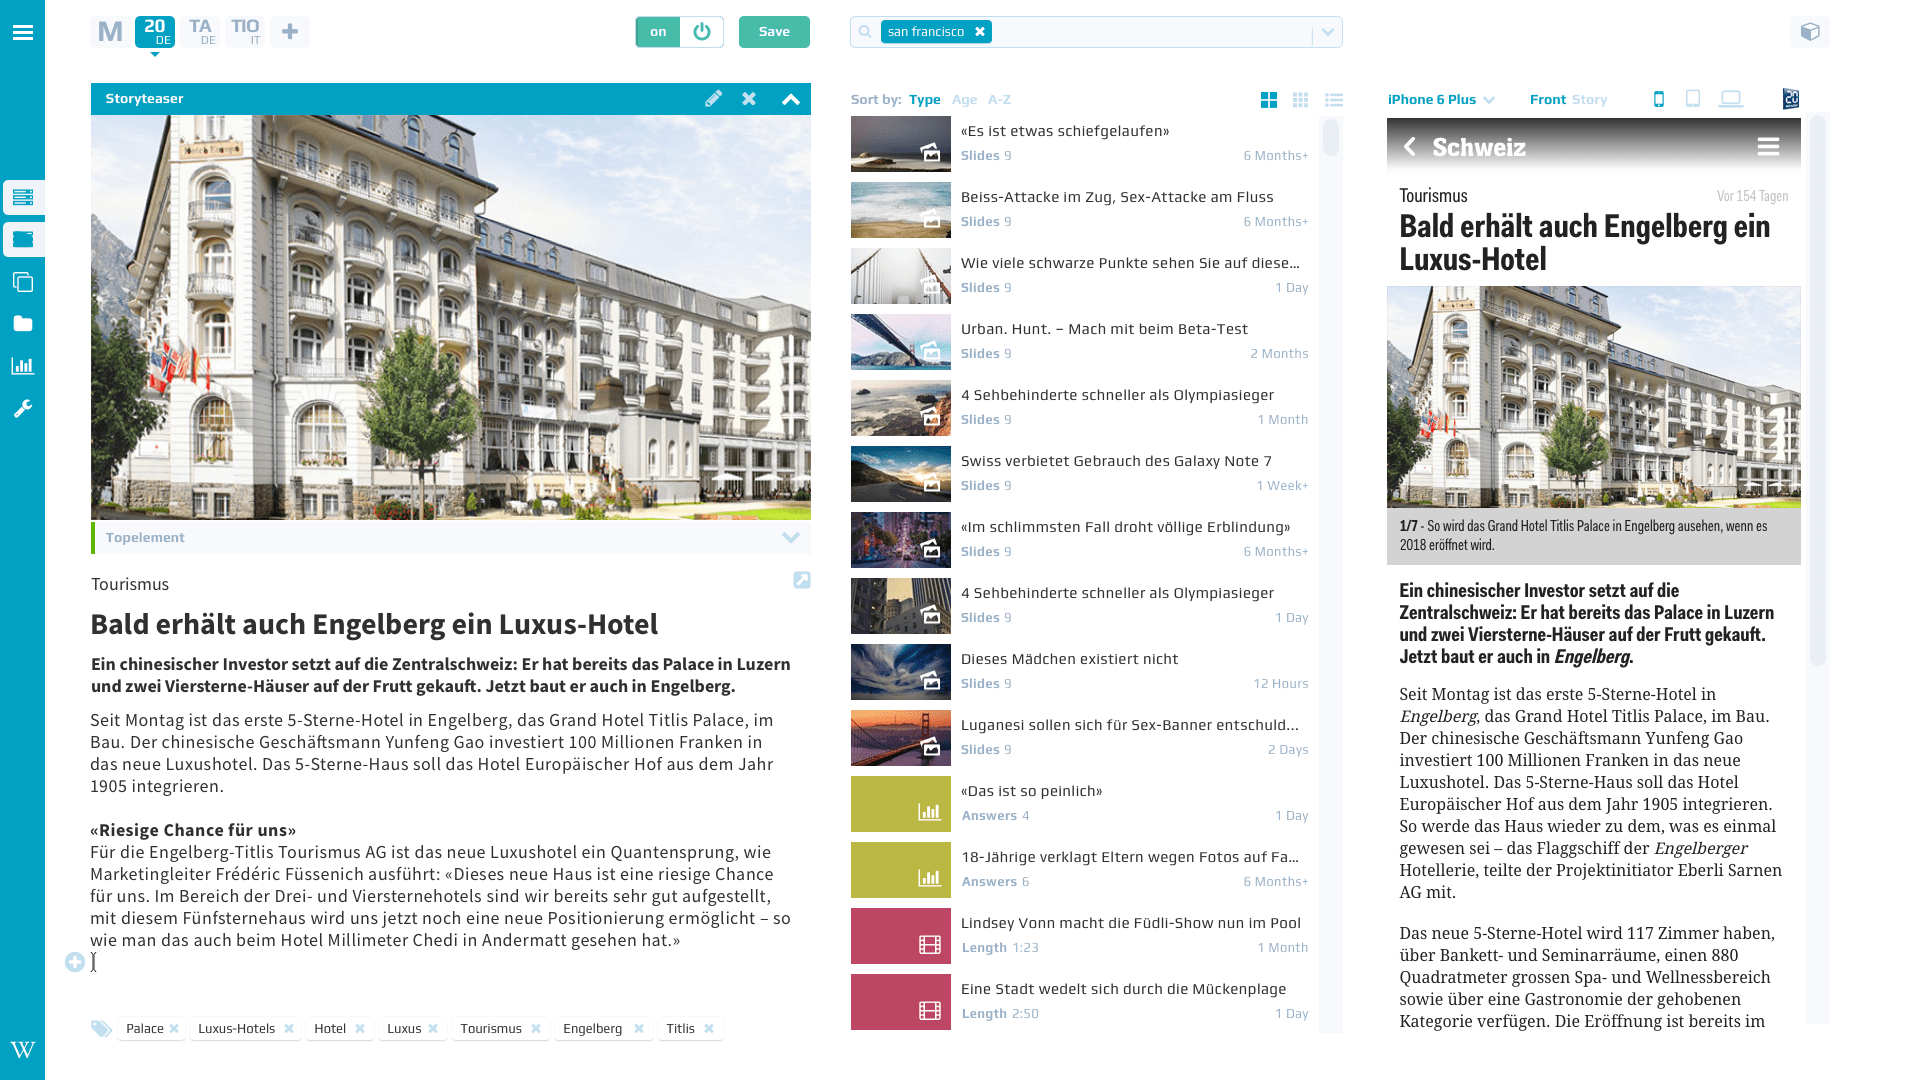 M
20
DE
TA
DE
TIO
IT
on
Save
san francisco
Storyteaser
Topelement
Tourismus
Bald erhält auch Engelberg ein Luxus-Hotel
Ein chinesischer Investor setzt auf die Zentralschweiz: Er hat bereits das Palace in Luzern
und zwei Viersterne-Häuser auf der Frutt gekauft. Jetzt baut er auch in Engelberg.
Seit Montag ist das erste 5-Sterne-Hotel in Engelberg, das Grand Hotel Titlis Palace, im
Bau. Der chinesische Geschäftsmann Yunfeng Gao investiert 100 Millionen Franken in
das neue Luxushotel. Das 5-Sterne-Haus soll das Hotel Europäischer Hof aus dem Jahr
1905 integrieren.
«Riesige Chance für uns»
Für die Engelberg-Titlis Tourismus AG ist das neue Luxushotel ein Quantensprung, wie
Marketingleiter Frédéric Füssenich ausführt: «Dieses neue Haus ist eine riesige Chance
für uns. Im Bereich der Drei- und Viersternehotels sind wir bereits sehr gut aufgestellt,
mit diesem Fünfsternehaus wird uns jetzt noch eine neue Positionierung ermöglicht – so
wie man das auch beim Hotel Millimeter Chedi in Andermatt gesehen hat.»
Palace
Luxus-Hotels
Hotel
Luxus
Tourismus
Engelberg
Titlis
W
Sort by: Type Age A-Z
«Es ist etwas schiefgelaufen»
Slides 9 6 Months+
Beiss-Attacke im Zug, Sex-Attacke am Fluss
Slides 9 6 Months+
Wie viele schwarze Punkte sehen Sie auf diese...
Slides 9 1 Day
Urban. Hunt. – Mach mit beim Beta-Test
Slides 9 2 Months
4 Sehbehinderte schneller als Olympiasieger
Slides 9 1 Month
Swiss verbietet Gebrauch des Galaxy Note 7
Slides 9 1 Week+
«Im schlimmsten Fall droht völlige Erblindung»
Slides 9 6 Months+
4 Sehbehinderte schneller als Olympiasieger
Slides 9 1 Day
Dieses Mädchen existiert nicht
Slides 9 12 Hours
Luganesi sollen sich für Sex-Banner entschuld...
Slides 9 2 Days
«Das ist so peinlich»
Answers 4 1 Day
18-Jährige verklagt Eltern wegen Fotos auf Fa...
Answers 6 6 Months+
Lindsey Vonn macht die Füdli-Show nun im Pool
Length 1:23 1 Month
Eine Stadt wedelt sich durch die Mückenplage
Length 2:50 1 Day
iPhone 6 Plus Front Story
Schweiz
Tourismus Vor 154 Tagen
Bald erhält auch Engelberg ein
Luxus-Hotel
1/7 - So wird das Grand Hotel Titlis Palace in Engelberg ausehen, wenn es
2018 eröffnet wird.
Ein chinesischer Investor setzt auf die
Zentralschweiz: Er hat bereits das Palace in Luzern
und zwei Viersterne-Häuser auf der Frutt gekauft.
Jetzt baut er auch in Engelberg.
Seit Montag ist das erste 5-Sterne-Hotel in
Engelberg, das Grand Hotel Titlis Palace, im Bau.
Der chinesische Geschäftsmann Yunfeng Gao
investiert 100 Millionen Franken in das neue
Luxushotel. Das 5-Sterne-Haus soll das Hotel
Europäischer Hof aus dem Jahr 1905 integrieren.
So werde das Haus wieder zu dem, was es einmal
gewesen sei – das Flaggschiff der Engelberger
Hotellerie, teilte der Projektinitiator Eberli Sarnen
AG mit.
Das neue 5-Sterne-Hotel wird 117 Zimmer haben,
über Bankett- und Seminarräume, einen 880
Quadratmeter grossen Spa- und Wellnessbereich
sowie über eine Gastronomie der gehobenen
Kategorie verfügen. Die Eröffnung ist bereits im